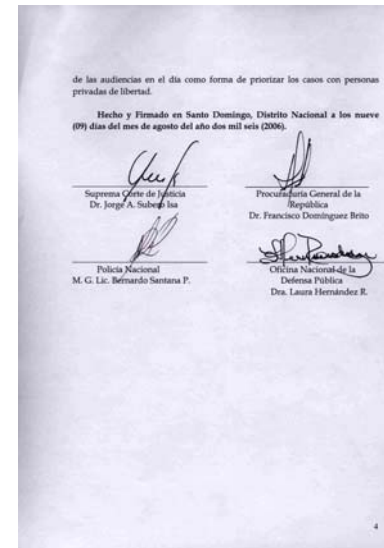 de las audiencias en el día como forma de priorizar los casos con personas
privadas de libertad.
Hecho y Firmado en Santo Domingo, Distrito Nacional a los nueve
(09) días del mes de agosto del año dos mil seis (2006).
Suprema Corte de Justicia
Dr. Jorge A. Subero Isa
Procuraduría General de la
República
Dr. Francisco Domínguez Brito
Policía Nacional
M. G. Lic. Bernardo Santana P.
Oficina Nacional de la
Defensa Pública
Dra. Laura Hernández R.
4